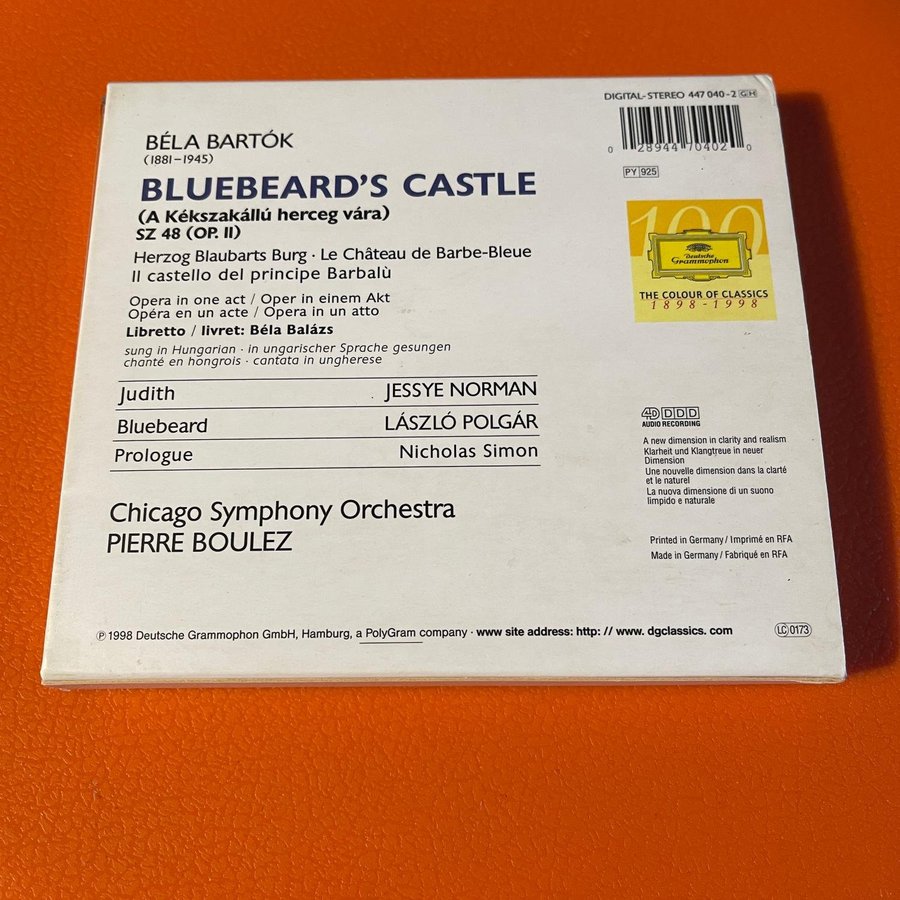 DIGITAL-STEREO 447 040-2 GH
0 28944 70402 0
PY 925
BÉLA BARTÓK
(1881–1945)
BLUEBEARD'S CASTLE
(A Kékszakállú herceg vára)
SZ 48 (OP. II)
Herzog Blaubarts Burg · Le Château de Barbe-Bleue
Il castello del principe Barbalù
Opera in one act / Oper in einem Akt
Opéra en un acte / Opera in un atto
Libretto / livret: Béla Balázs
sung in Hungarian · in ungarischer Sprache gesungen
chanté en hongrois · cantata in ungherese
Judith JESSYE NORMAN
Bluebeard LÁSZLÓ POLGÁR
Prologue Nicholas Simon
Chicago Symphony Orchestra
PIERRE BOULEZ
100
Deutsche
Grammophon
THE COLOUR OF CLASSICS
1898-1998
4D DDD
AUDIO RECORDING
A new dimension in clarity and realism
Klarheit und Klangtreue in neuer
Dimension
Une nouvelle dimension dans la clarté
et le naturel
La nuova dimensione di un suono
limpido e naturale
Printed in Germany / Imprimé en RFA
Made in Germany / Fabriqué en RFA
℗ 1998 Deutsche Grammophon GmbH, Hamburg, a PolyGram company · www site address: http: // www. dgclassics. com
LC 0173